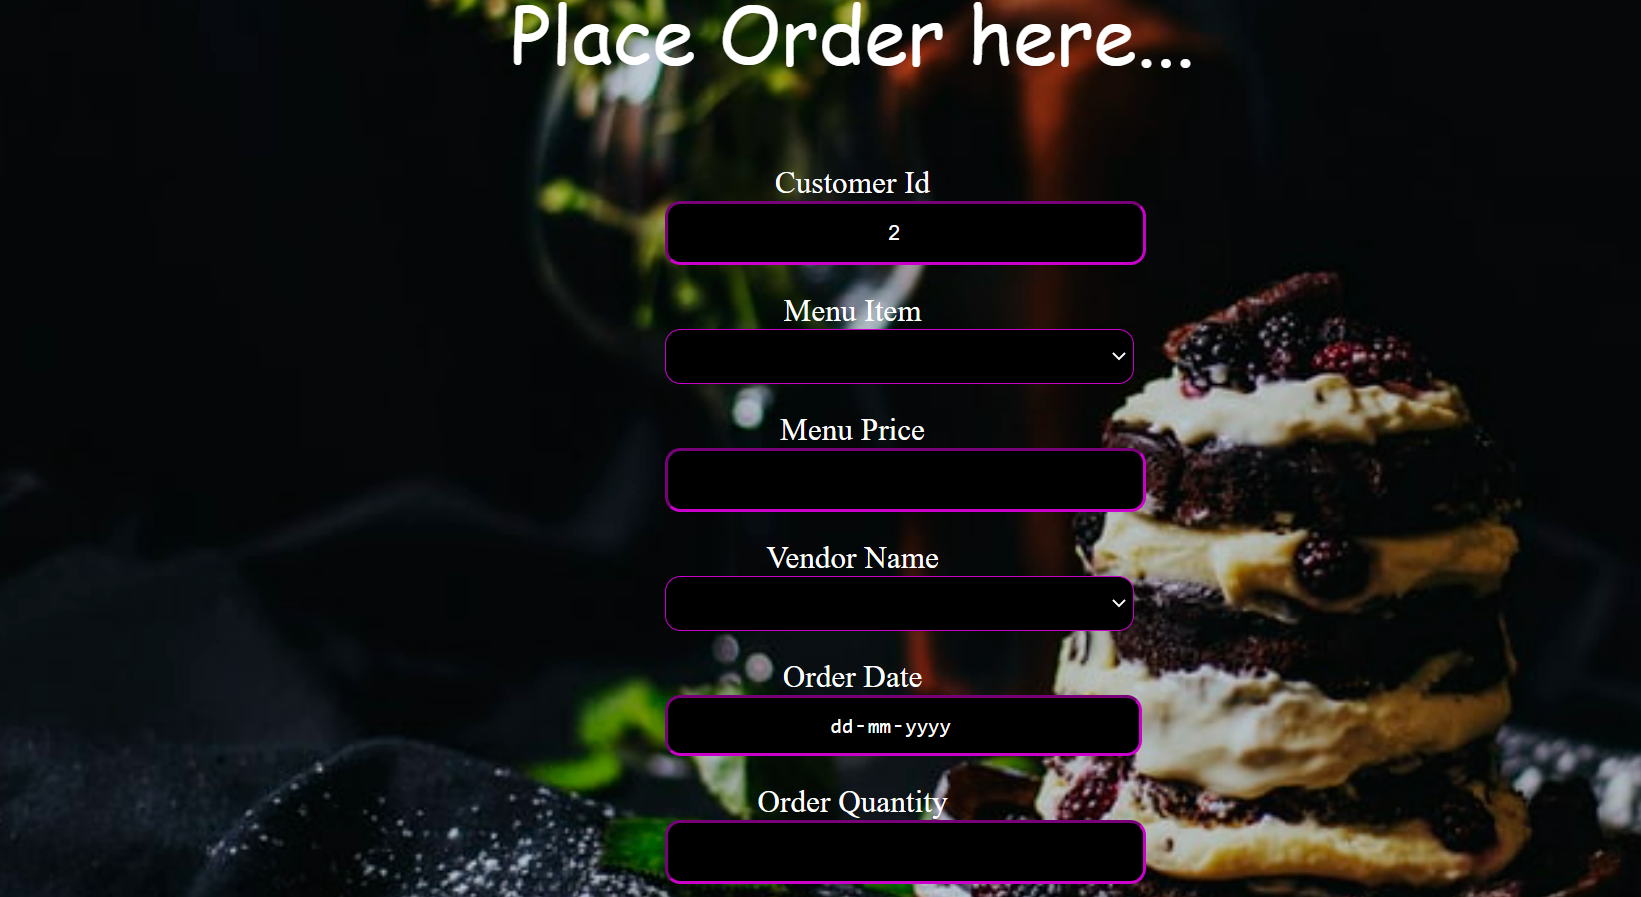 Place Order here...
Customer Id
2
Menu Item
Menu Price
Vendor Name
Order Date
dd-mm-yyyy
Order Quantity